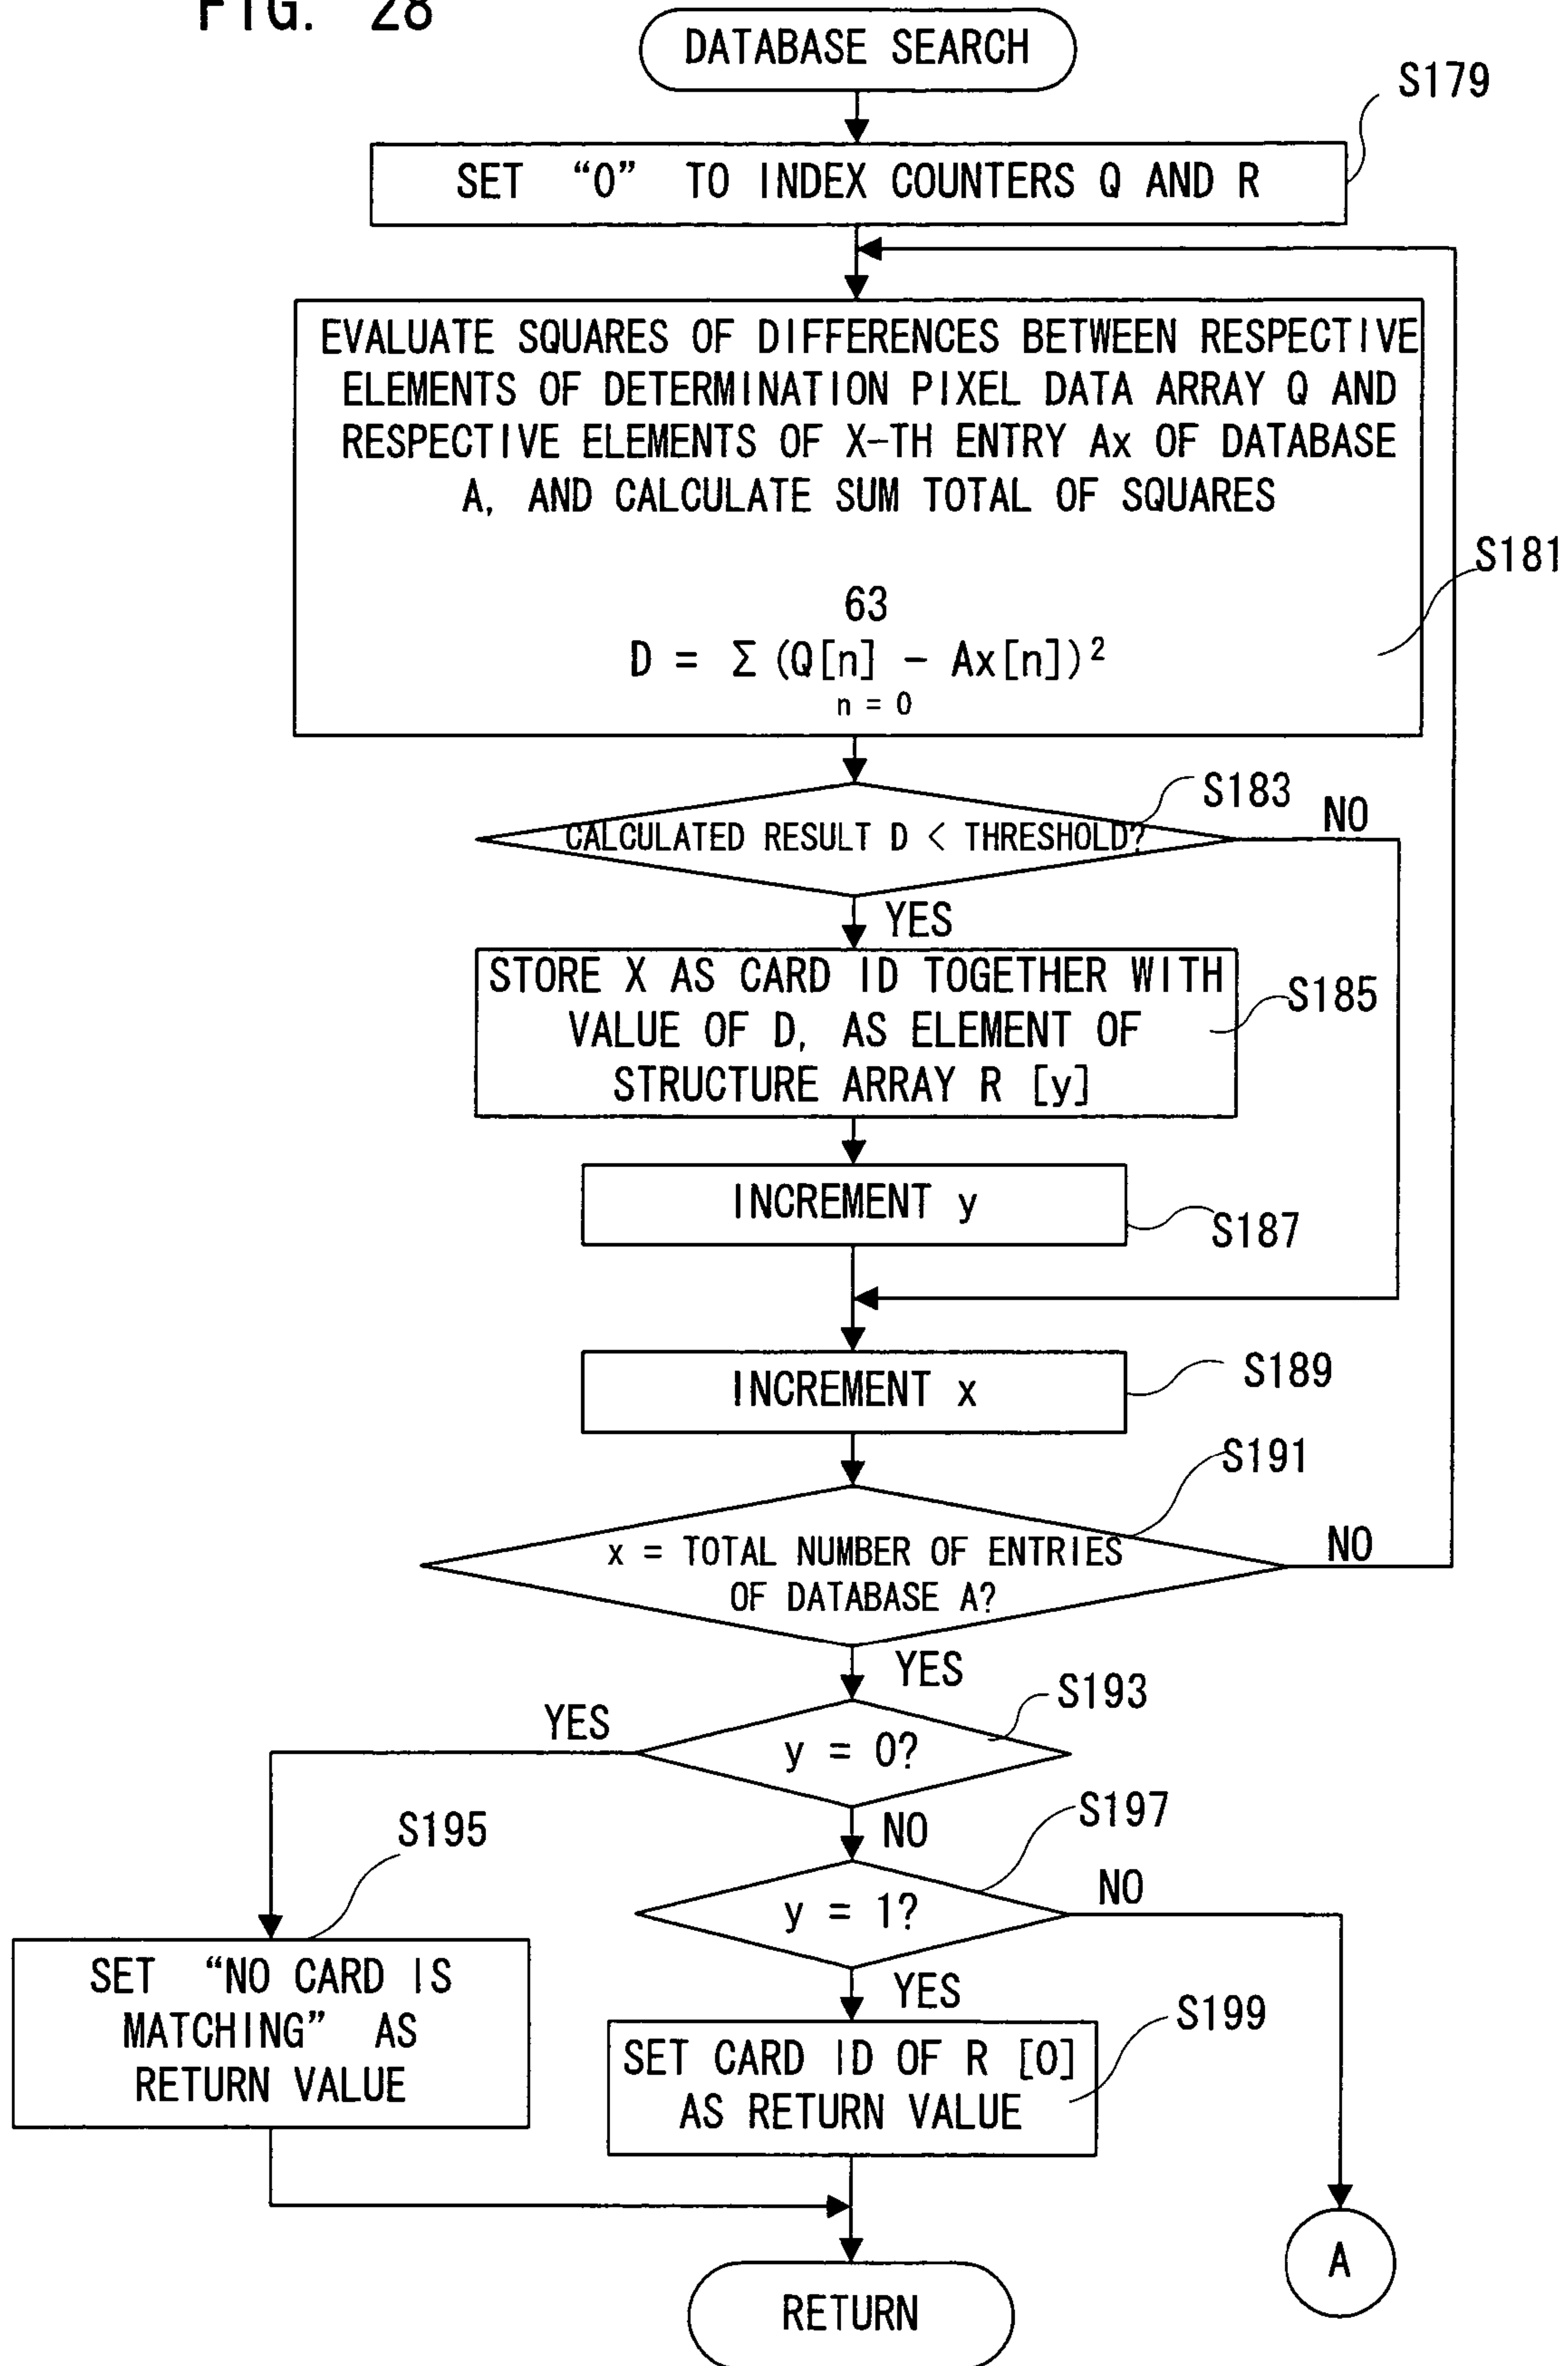 FIG. 28
DATABASE SEARCH
S179
SET “0” TO INDEX COUNTERS Q AND R
EVALUATE SQUARES OF DIFFERENCES BETWEEN RESPECTIVE
ELEMENTS OF DETERMINATION PIXEL DATA ARRAY Q AND
RESPECTIVE ELEMENTS OF X-TH ENTRY Ax OF DATABASE
A, AND CALCULATE SUM TOTAL OF SQUARES
S181
63
D = Σ (Q[n] - Ax[n])²
n = 0
S183
NO
CALCULATED RESULT D < THRESHOLD?
YES
STORE X AS CARD ID TOGETHER WITH
VALUE OF D, AS ELEMENT OF
STRUCTURE ARRAY R [y]
S185
INCREMENT y
S187
INCREMENT x
S189
S191
x = TOTAL NUMBER OF ENTRIES
OF DATABASE A?
NO
YES
S193
YES
y = 0?
S197
S195
NO
NO
y = 1?
YES
SET “NO CARD IS
MATCHING” AS
RETURN VALUE
S199
SET CARD ID OF R [0]
AS RETURN VALUE
A
RETURN